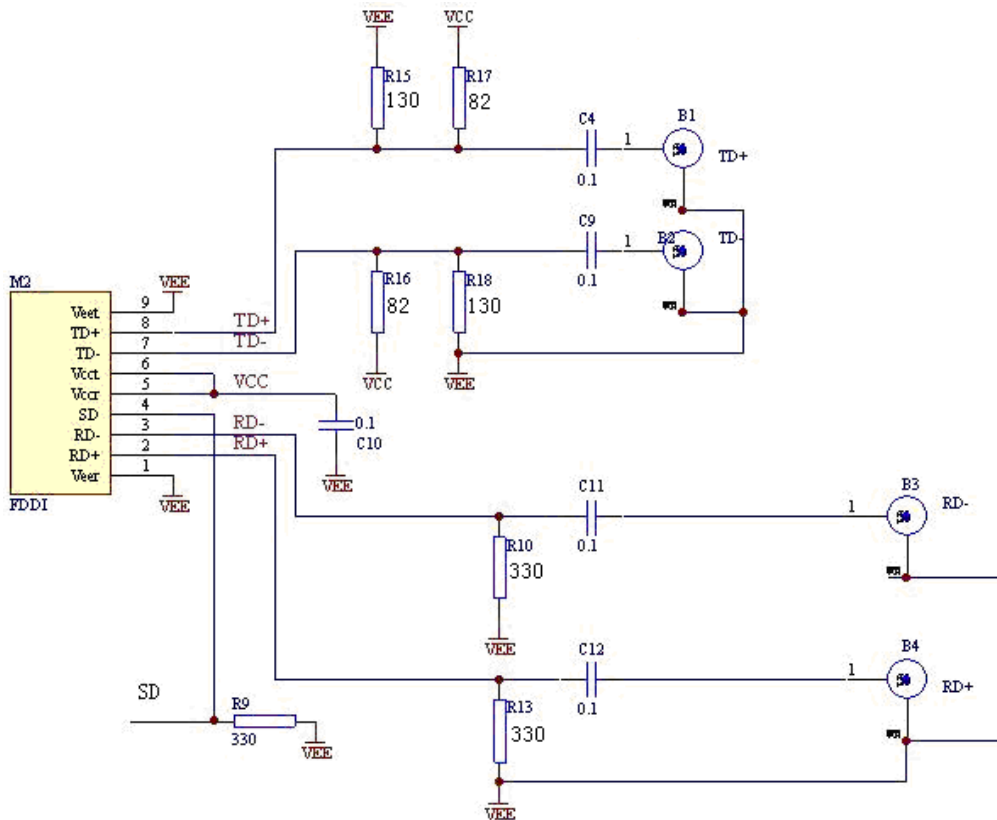 VEE VCC
R15 R17
130 82
C4 B1
1
TD+
0.1
C9
1 B2 TD-
0.1
R16 R18
82 130
M2
VEE
Veet 9
TD+ 8 TD+
TD- 7 TD-
Vcct 6
Vccr 5 VCC
SD 4
RD- 3 RD-
RD+ 2 RD+
Veer 1
FDDI
VCC VEE
0.1
C10
VEE VEE
C11 B3
1 RD-
0.1
R10
330
VEE
C12 B4
1 RD+
0.1
SD
R9 R13
330 330
VEE
VEE